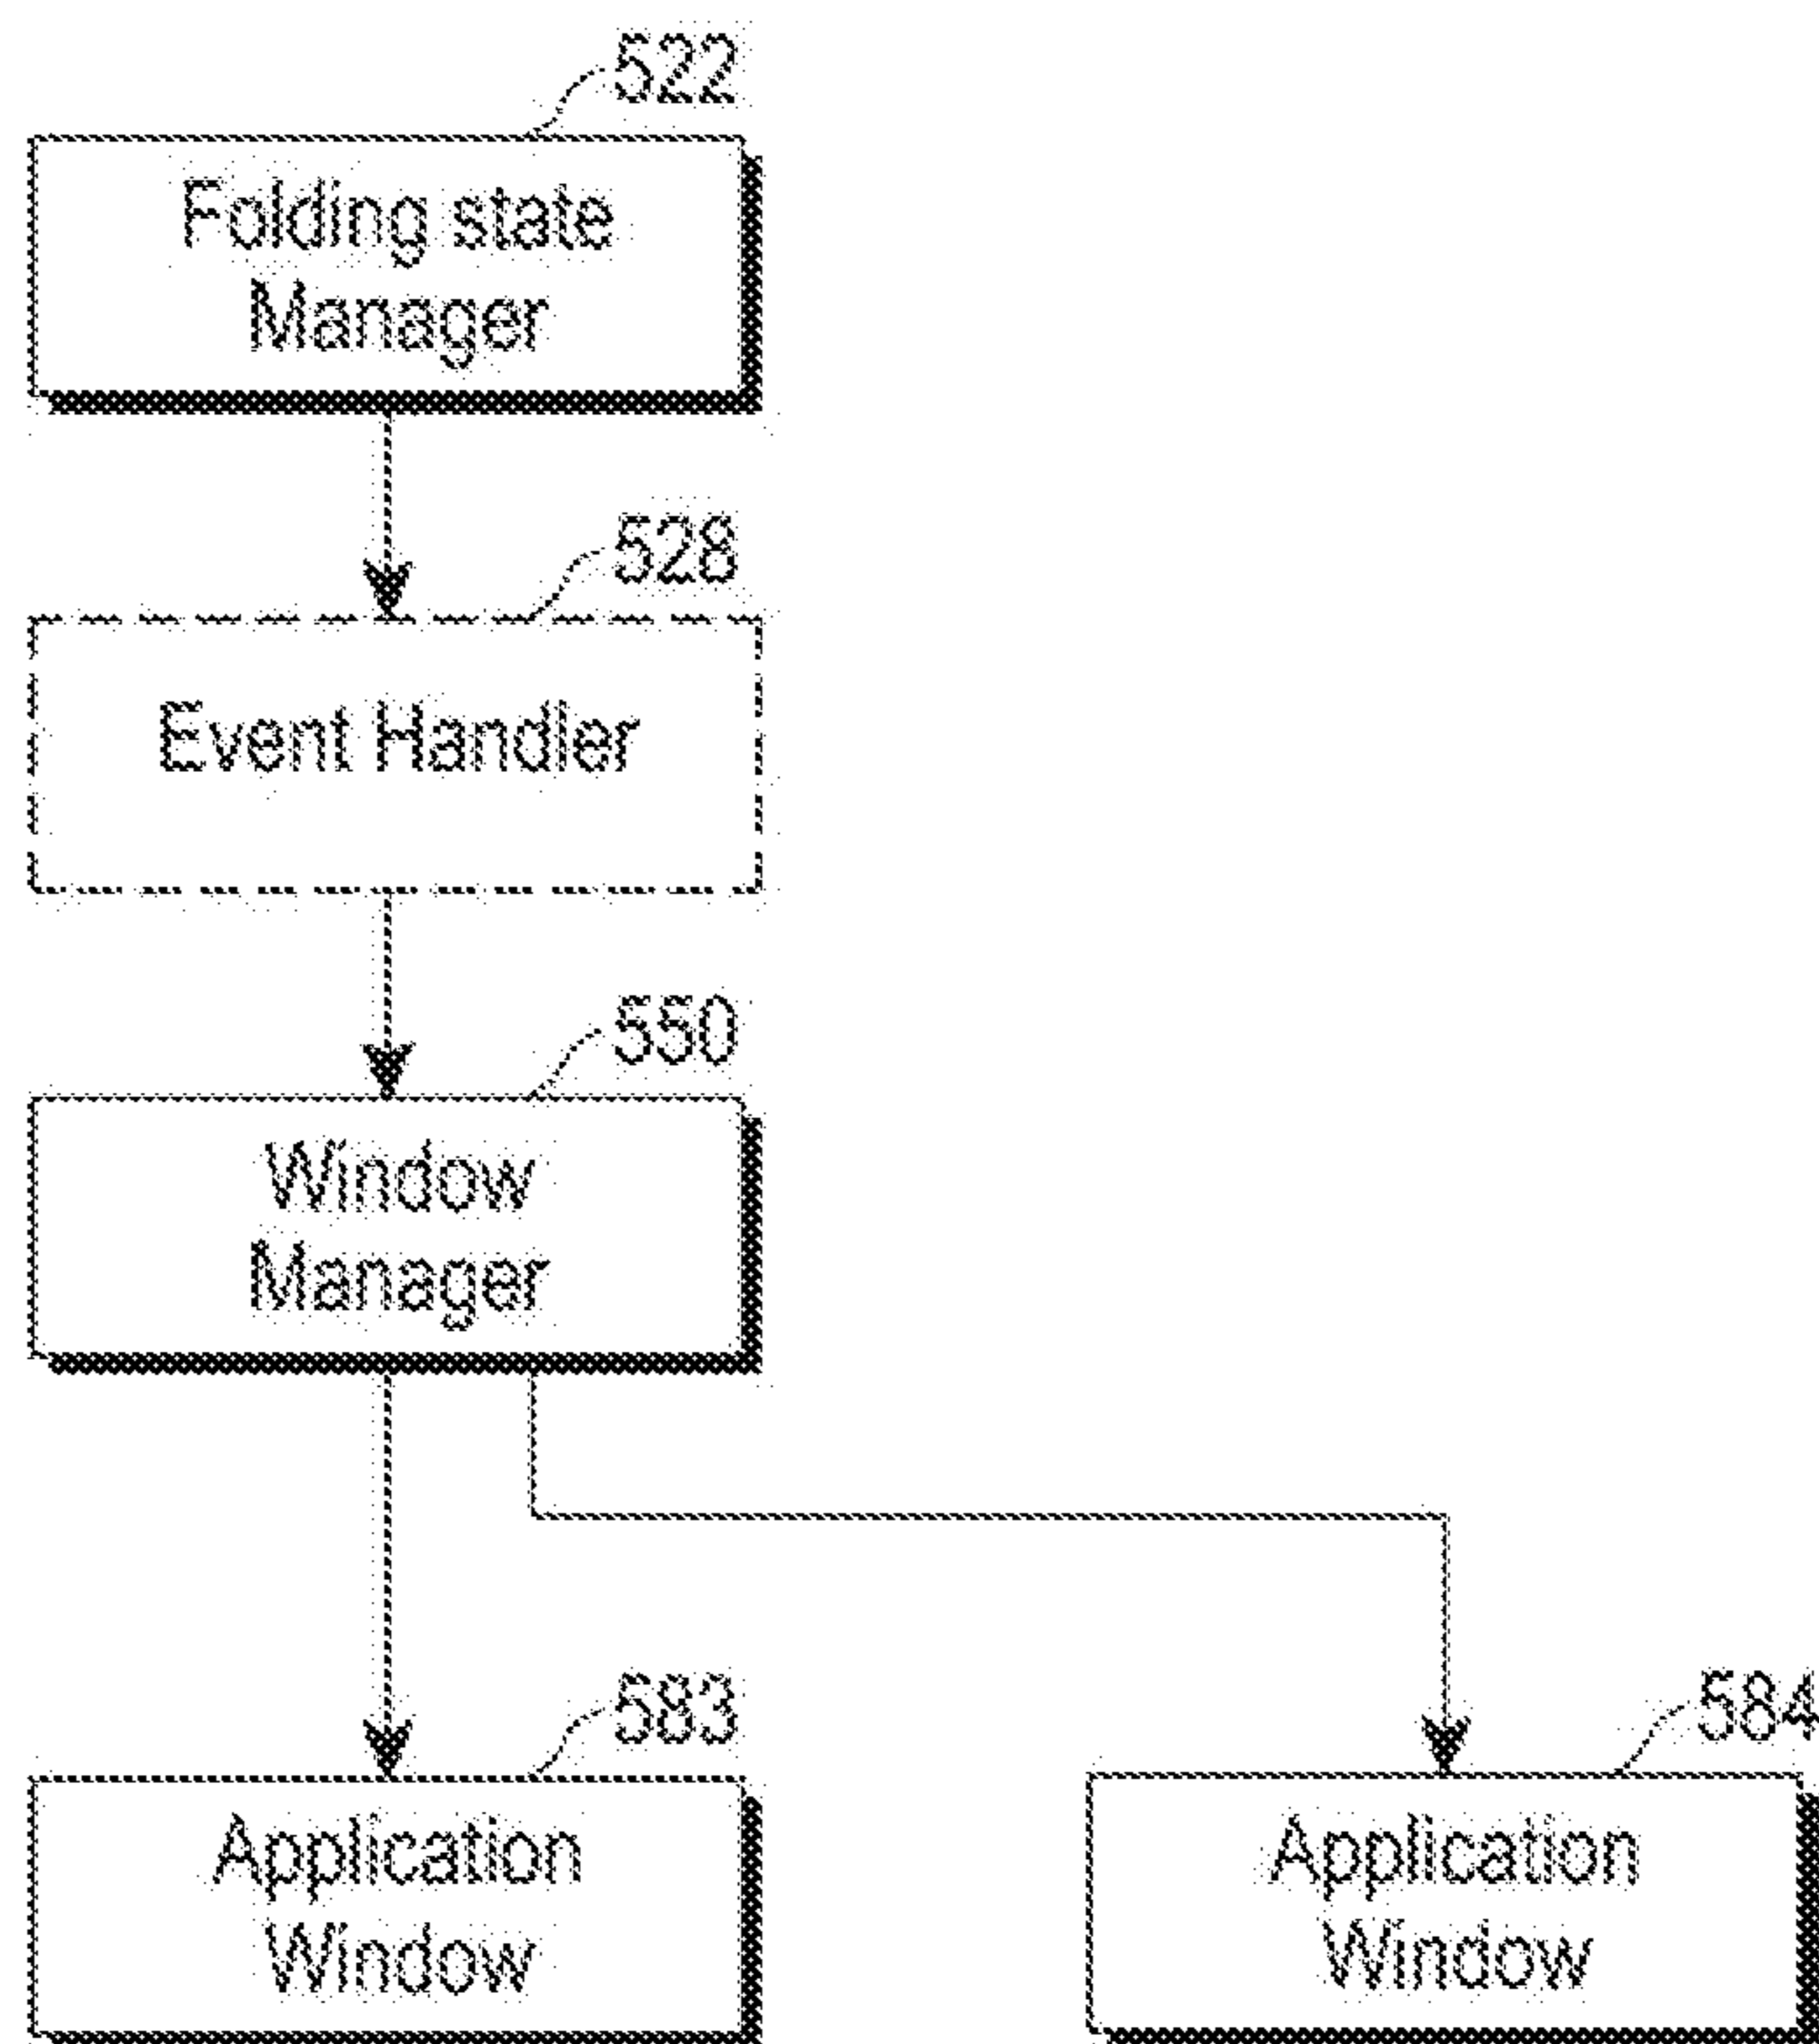 522
Folding state
Manager
528
Event Handler
550
Window
Manager
583
Application
Window
584
Application
Window